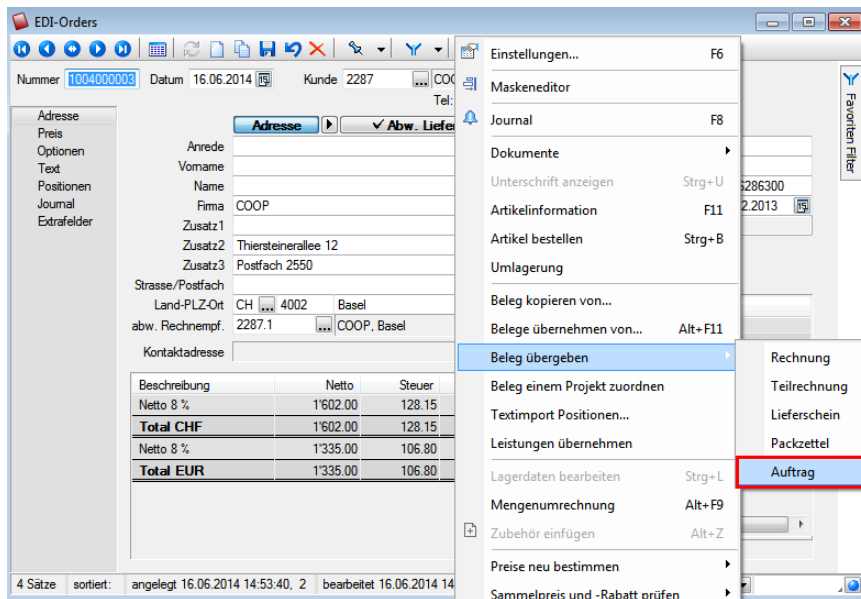 EDI-Orders
Nummer 1004000003 Datum 16.06.2014 Kunde 2287 ... COO
Tel:
Adresse
Preis
Optionen
Text
Positionen
Journal
Extrafelder
Adresse Abw. Liefe
Anrede
Vorname
Name
Firma COOP
Zusatz1
Zusatz2 Thiersteinerallee 12
Zusatz3 Postfach 2550
Strasse/Postfach
Land-PLZ-Ort CH ... 4002 Basel
abw. Rechnempf. 2287.1 ... COOP, Basel
Kontaktadresse
Beschreibung Netto Steuer
Netto 8 % 1'602.00 128.15
Total CHF 1'602.00 128.15
Netto 8 % 1'335.00 106.80
Total EUR 1'335.00 106.80
4 Sätze sortiert: angelegt 16.06.2014 14:53:40, 2 bearbeitet 16.06.2014 14
Einstellungen... F6
Maskeneditor
Journal F8
Dokumente
Unterschrift anzeigen Strg+U
Artikelinformation F11
Artikel bestellen Strg+B
Umlagerung
Beleg kopieren von...
Belege übernehmen von... Alt+F11
Beleg übergeben
Beleg einem Projekt zuordnen
Textimport Positionen...
Leistungen übernehmen
Lagerdaten bearbeiten Strg+L
Mengenumrechnung Alt+F9
Zubehör einfügen Alt+Z
Preise neu bestimmen
Sammelpreis und -Rabatt prüfen
Rechnung
Teilrechnung
Lieferschein
Packzettel
Auftrag
286300
2.2013
Favoriten Filter